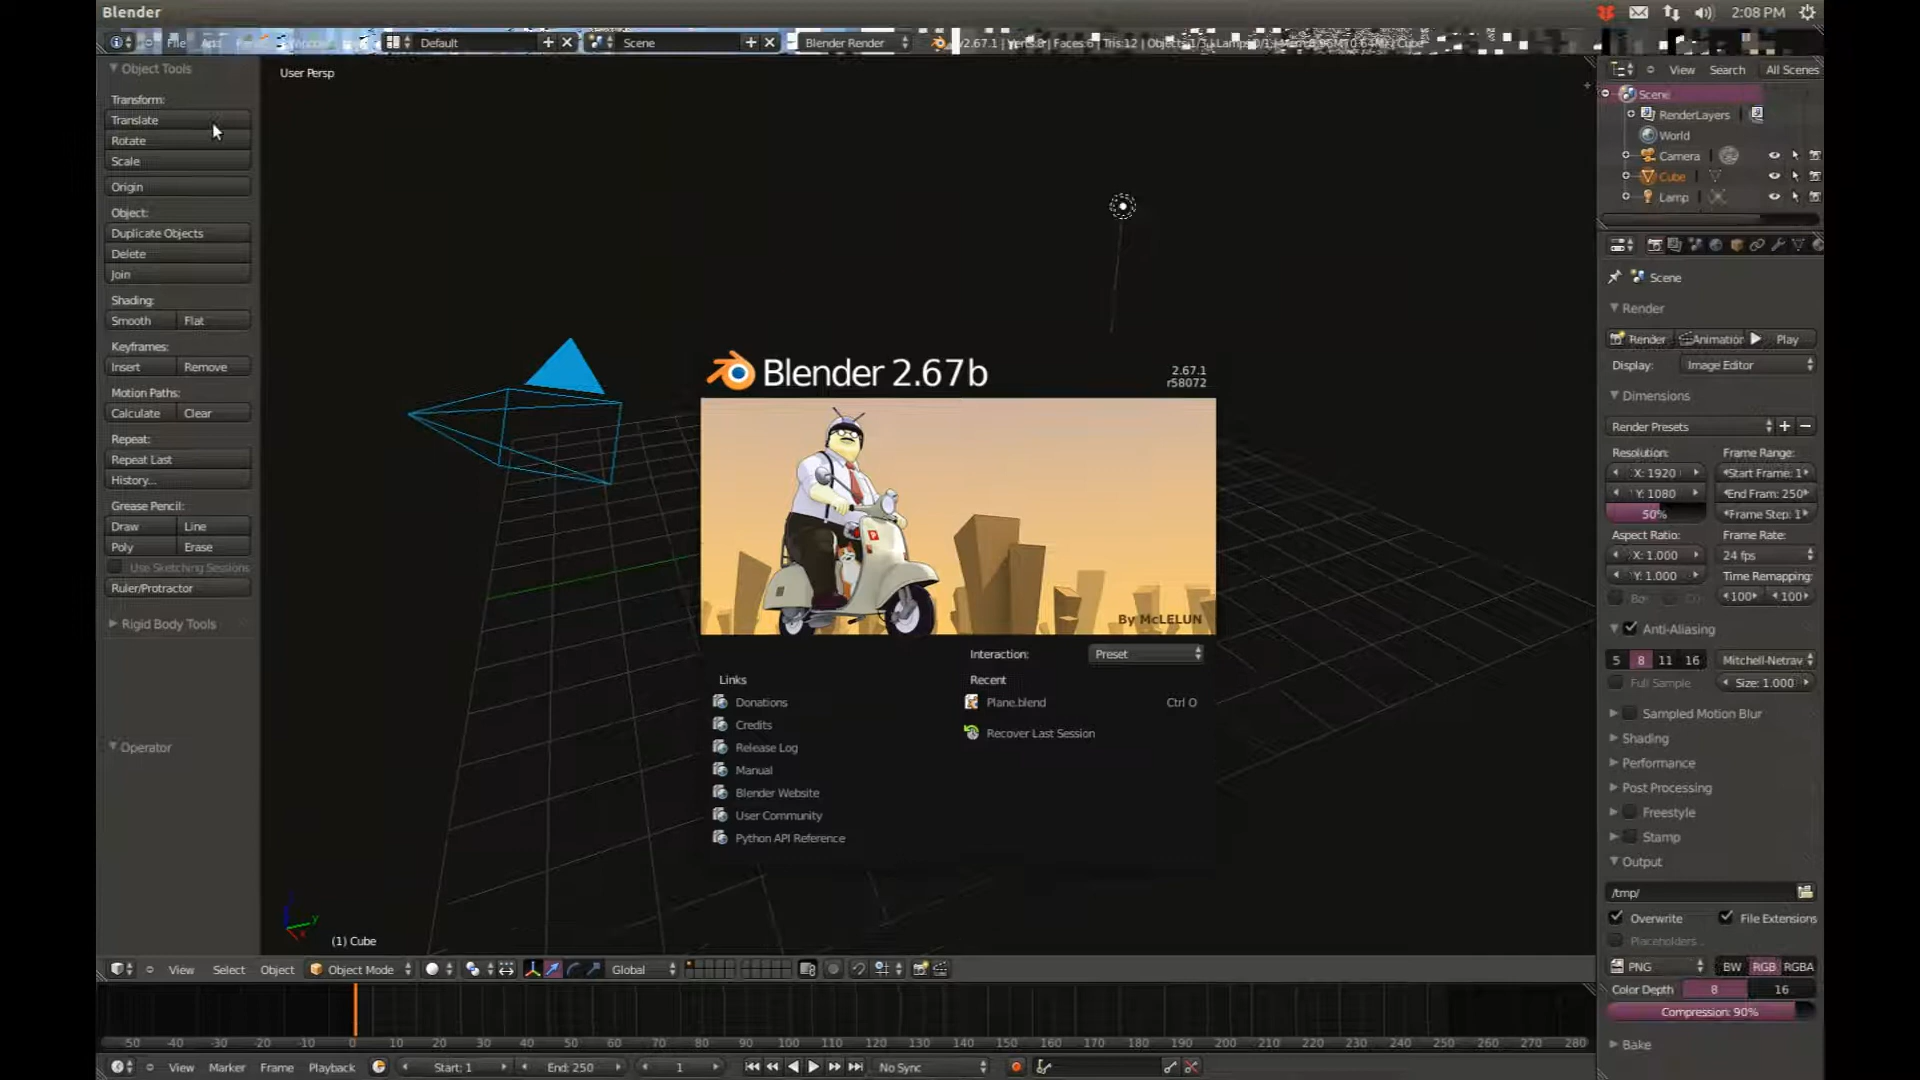 Blender
2:08 PM
File
Default
Scene
Blender Render
Object Tools
Transform:
Translate
Rotate
Scale
Origin
Object:
Duplicate Objects
Delete
Join
Shading:
Smooth Flat
Keyframes:
Insert Remove
Motion Paths:
Calculate Clear
Repeat:
Repeat Last
History...
Grease Pencil:
Draw Line
Poly Erase
Use Sketching Sessions
Ruler/Protractor
Rigid Body Tools
Operator
User Persp
Blender 2.67b
2.67.1
r58072
By McLELUN
Interaction: Preset
Links
Donations
Credits
Release Log
Manual
Blender Website
User Community
Python API Reference
Recent
Plane.blend Ctrl O
Recover Last Session
(1) Cube
View Select Object Object Mode Global
-50 -40 -30 -20 -10 0 10 20 30 40 50 60 70 80 90 100 110 120 130 140 150 160 170 180 190 200 210 220 230 240 250 260 270 280
View Marker Frame Playback Start: 1 End: 250 1 No Sync
View Search All Scenes
Scene
RenderLayers
World
Camera
Cube
Lamp
Scene
Render
Render Animation Play
Display: Image Editor
Dimensions
Render Presets
Resolution: Frame Range:
X: 1920 Start Frame: 1
Y: 1080 End Fram: 250
50% Frame Step: 1
Aspect Ratio: Frame Rate:
X: 1.000 24 fps
Y: 1.000 Time Remapping:
Bo 100 100
Anti-Aliasing
5 8 11 16 Mitchell-Netrav
Full Sample Size: 1.000
Sampled Motion Blur
Shading
Performance
Post Processing
Freestyle
Stamp
Output
/tmp/
Overwrite File Extensions
Placeholders
PNG BW RGB RGBA
Color Depth 8 16
Compression: 90%
Bake